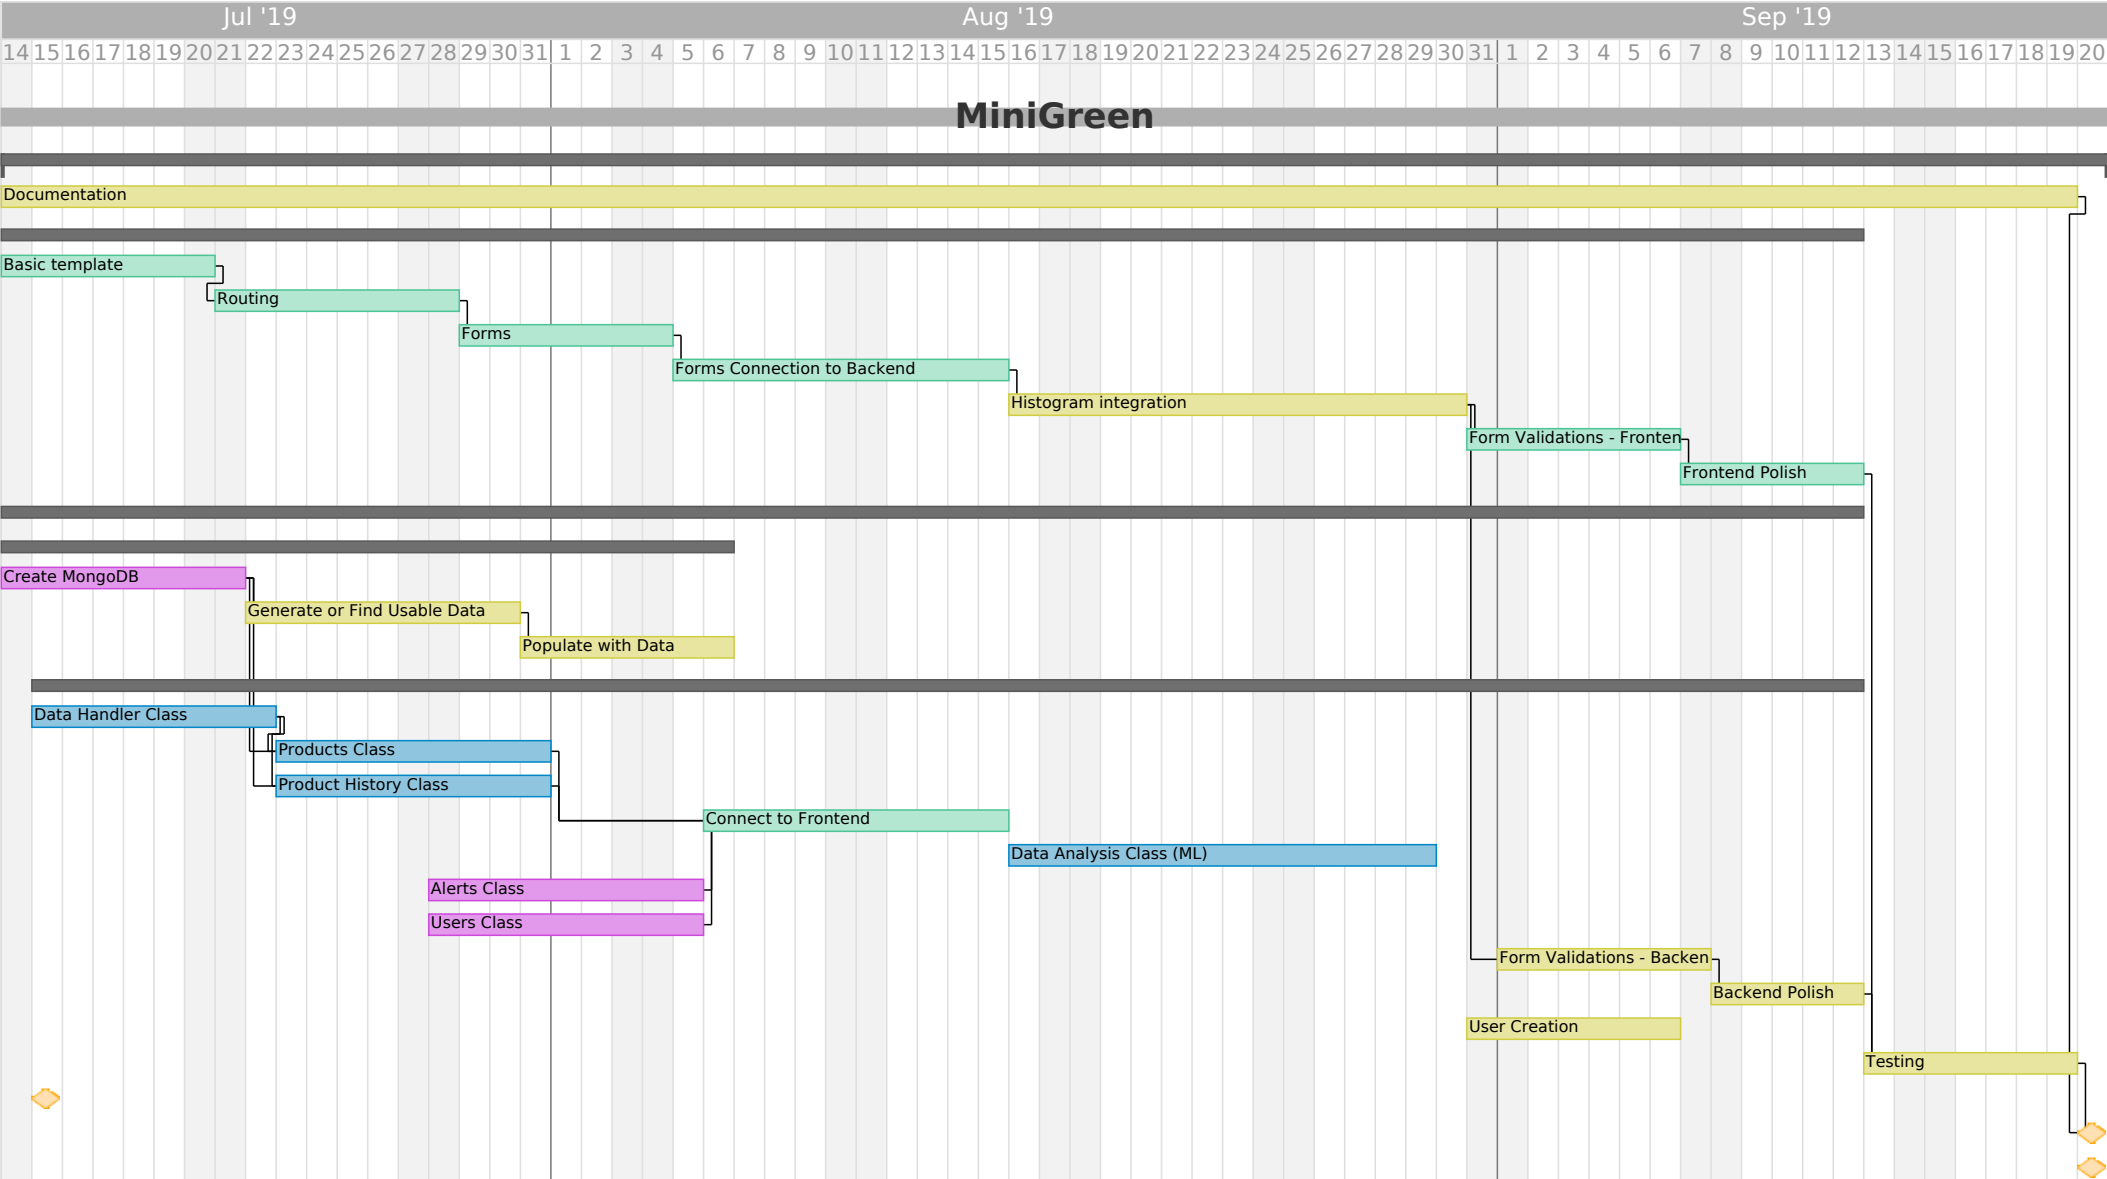 Jul '19 Aug '19 Sep '19
14 15 16 17 18 19 20 21 22 23 24 25 26 27 28 29 30 31 1 2 3 4 5 6 7 8 9 10 11 12 13 14 15 16 17 18 19 20 21 22 23 24 25 26 27 28 29 30 31 1 2 3 4 5 6 7 8 9 10 11 12 13 14 15 16 17 18 19 20
MiniGreen
Documentation
Basic template
Routing
Forms
Forms Connection to Backend
Histogram integration
Form Validations - Fronten
Frontend Polish
Create MongoDB
Generate or Find Usable Data
Populate with Data
Data Handler Class
Products Class
Product History Class
Connect to Frontend
Data Analysis Class (ML)
Alerts Class
Users Class
Form Validations - Backen
Backend Polish
User Creation
Testing